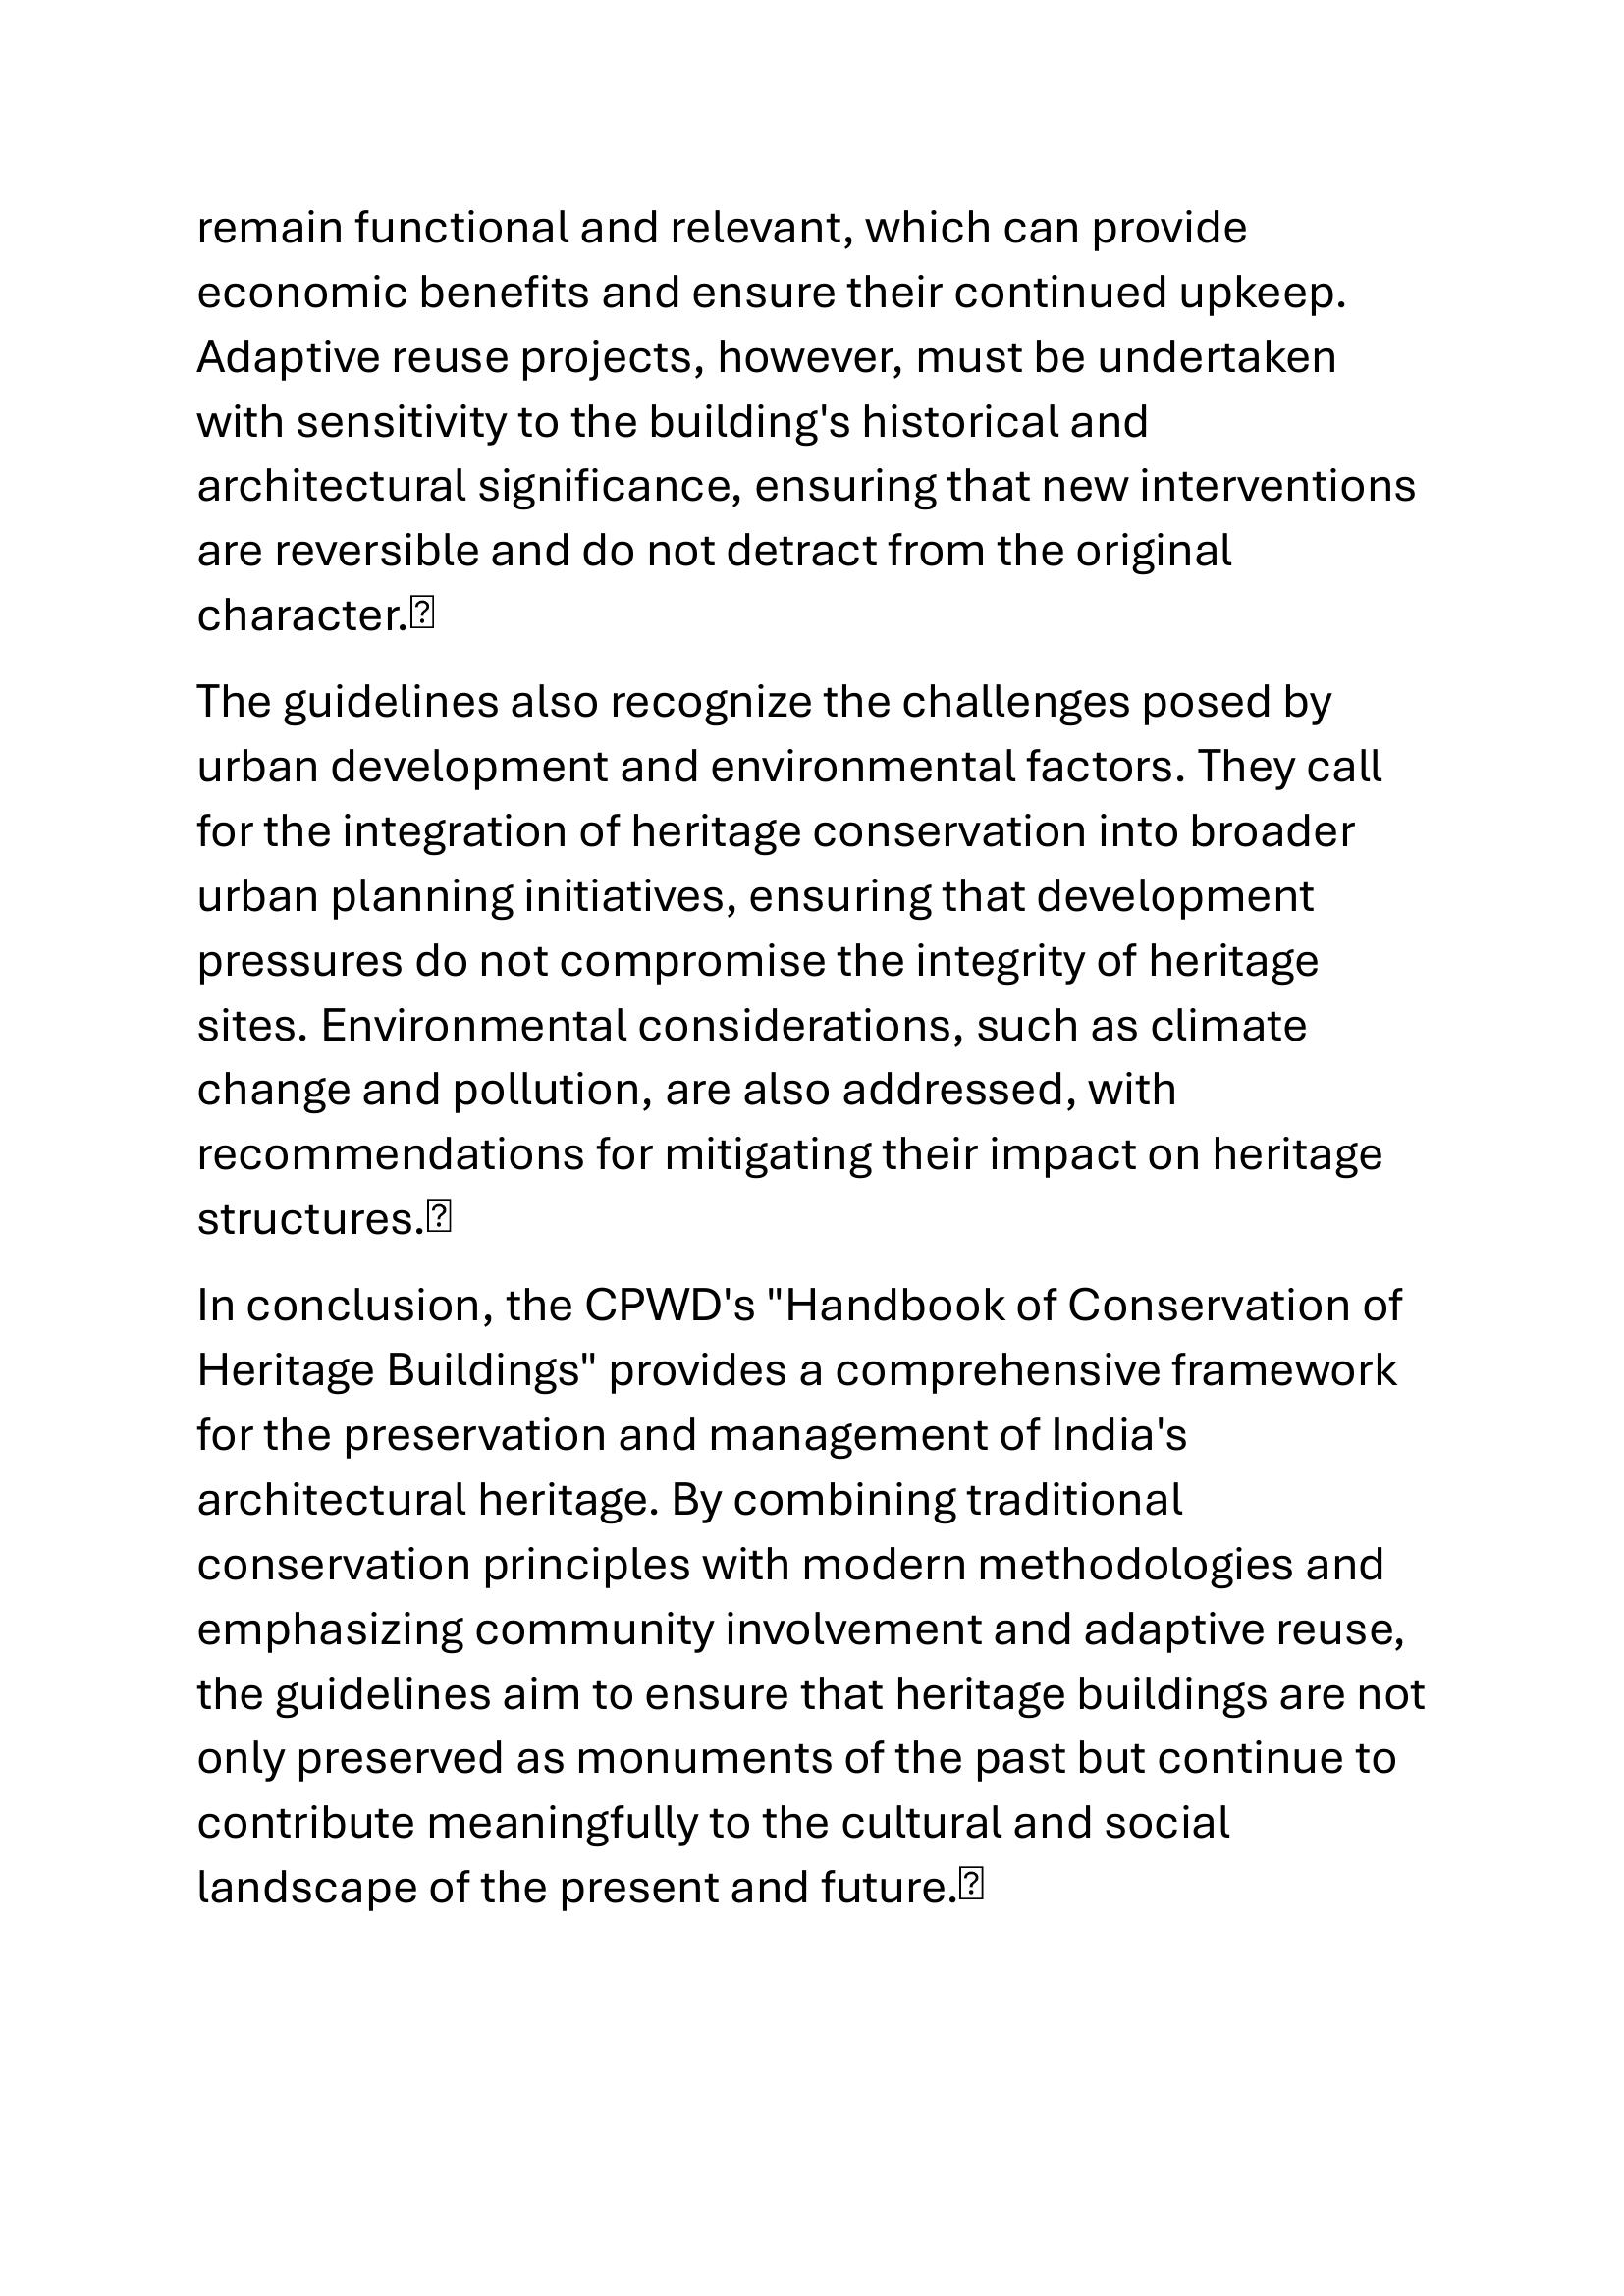 remain functional and relevant, which can provide
economic benefits and ensure their continued upkeep.
Adaptive reuse projects, however, must be undertaken
with sensitivity to the building's historical and
architectural significance, ensuring that new interventions
are reversible and do not detract from the original
character.⍰
The guidelines also recognize the challenges posed by
urban development and environmental factors. They call
for the integration of heritage conservation into broader
urban planning initiatives, ensuring that development
pressures do not compromise the integrity of heritage
sites. Environmental considerations, such as climate
change and pollution, are also addressed, with
recommendations for mitigating their impact on heritage
structures.⍰
In conclusion, the CPWD's "Handbook of Conservation of
Heritage Buildings" provides a comprehensive framework
for the preservation and management of India's
architectural heritage. By combining traditional
conservation principles with modern methodologies and
emphasizing community involvement and adaptive reuse,
the guidelines aim to ensure that heritage buildings are not
only preserved as monuments of the past but continue to
contribute meaningfully to the cultural and social
landscape of the present and future.⍰